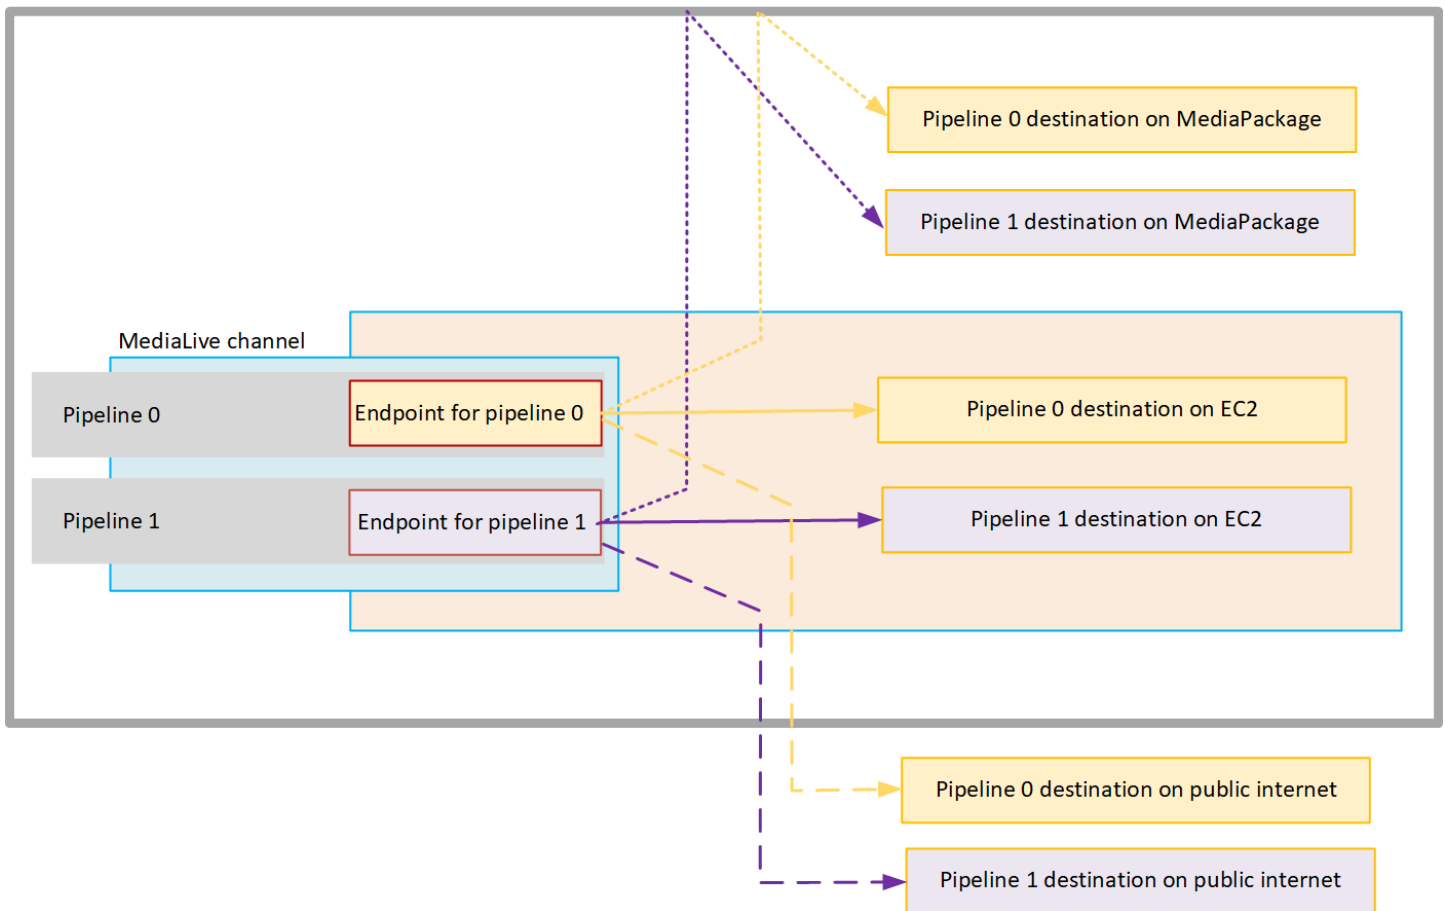 Pipeline 0 destination on MediaPackage
Pipeline 1 destination on MediaPackage
MediaLive channel
Pipeline 0
Endpoint for pipeline 0
Pipeline 0 destination on EC2
Pipeline 1
Endpoint for pipeline 1
Pipeline 1 destination on EC2
Pipeline 0 destination on public internet
Pipeline 1 destination on public internet